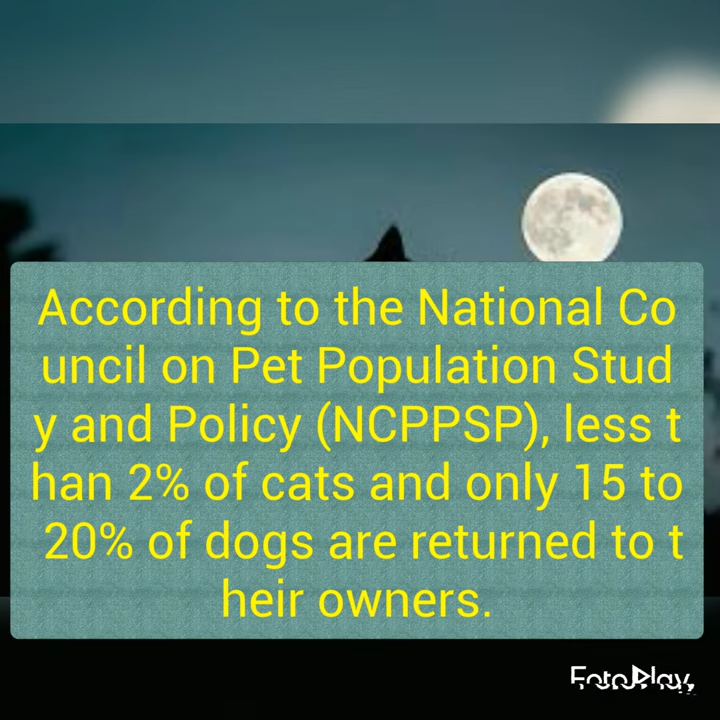 According to the National Co
uncil on Pet Population Stud
y and Policy (NCPPSP), less t
han 2% of cats and only 15 to
20% of dogs are returned to t
heir owners.
FotoPlay